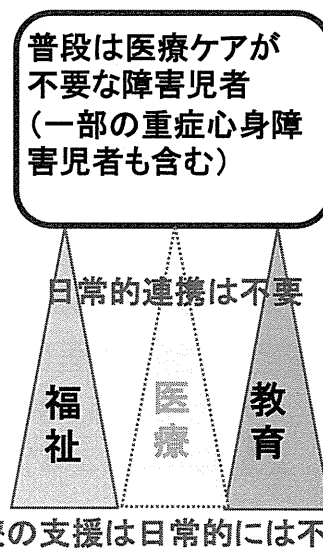 普段は医療ケアが
不要な障害児者
(一部の重症心身障
害児者も含む)
日常的連携は不要
福祉
医療
教育
の支援は日常的には不